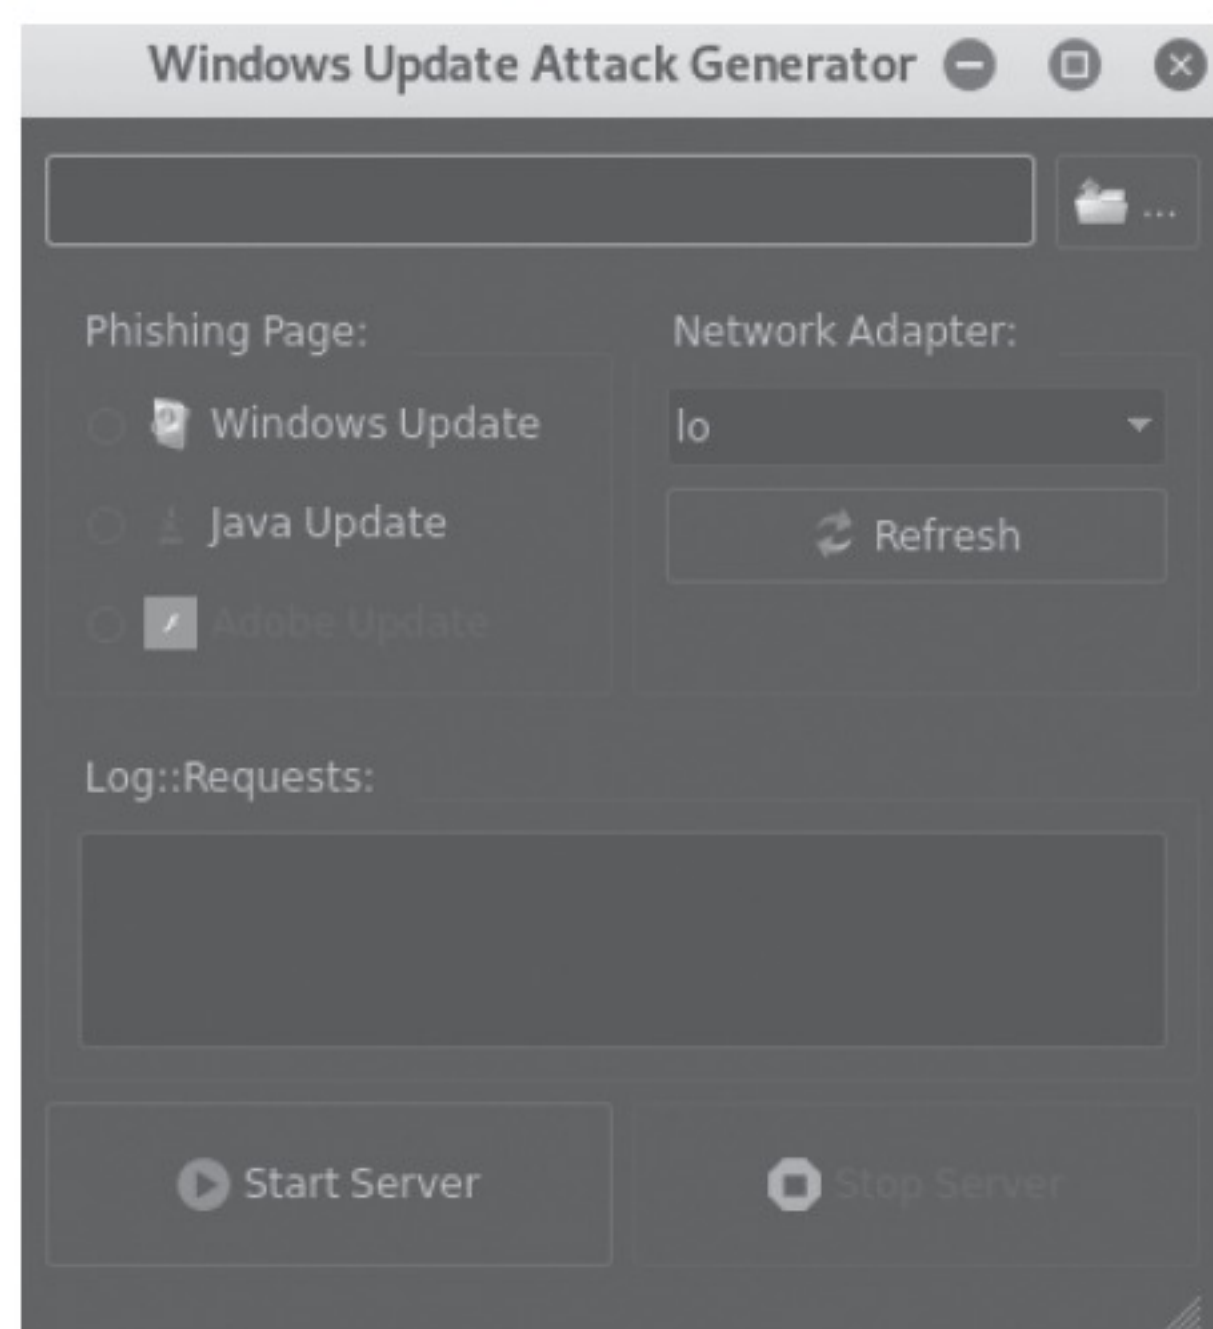 Windows Update Attack Generator
...
Phishing Page:
Network Adapter:
Windows Update
lo
Java Update
Refresh
Adobe Update
Log::Requests:
Start Server
Stop Server